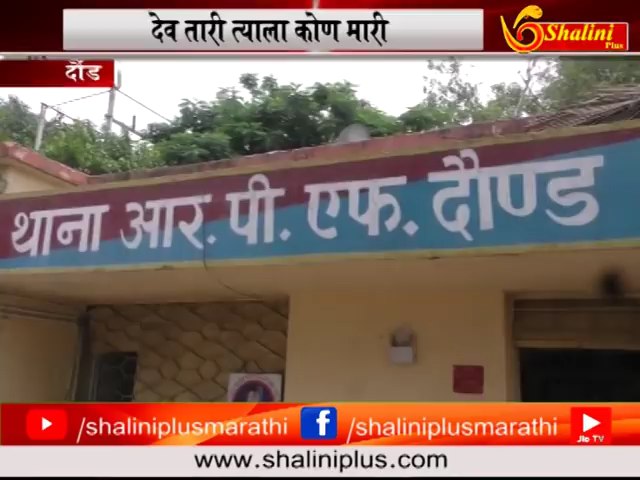 देव तारी त्याला कोण मारी
Shalini
Plus
दौंड
थाना आर. पी. एफ. दौण्ड
/shaliniplusmarathi
/shaliniplusmarathi
Jio TV
www.shaliniplus.com